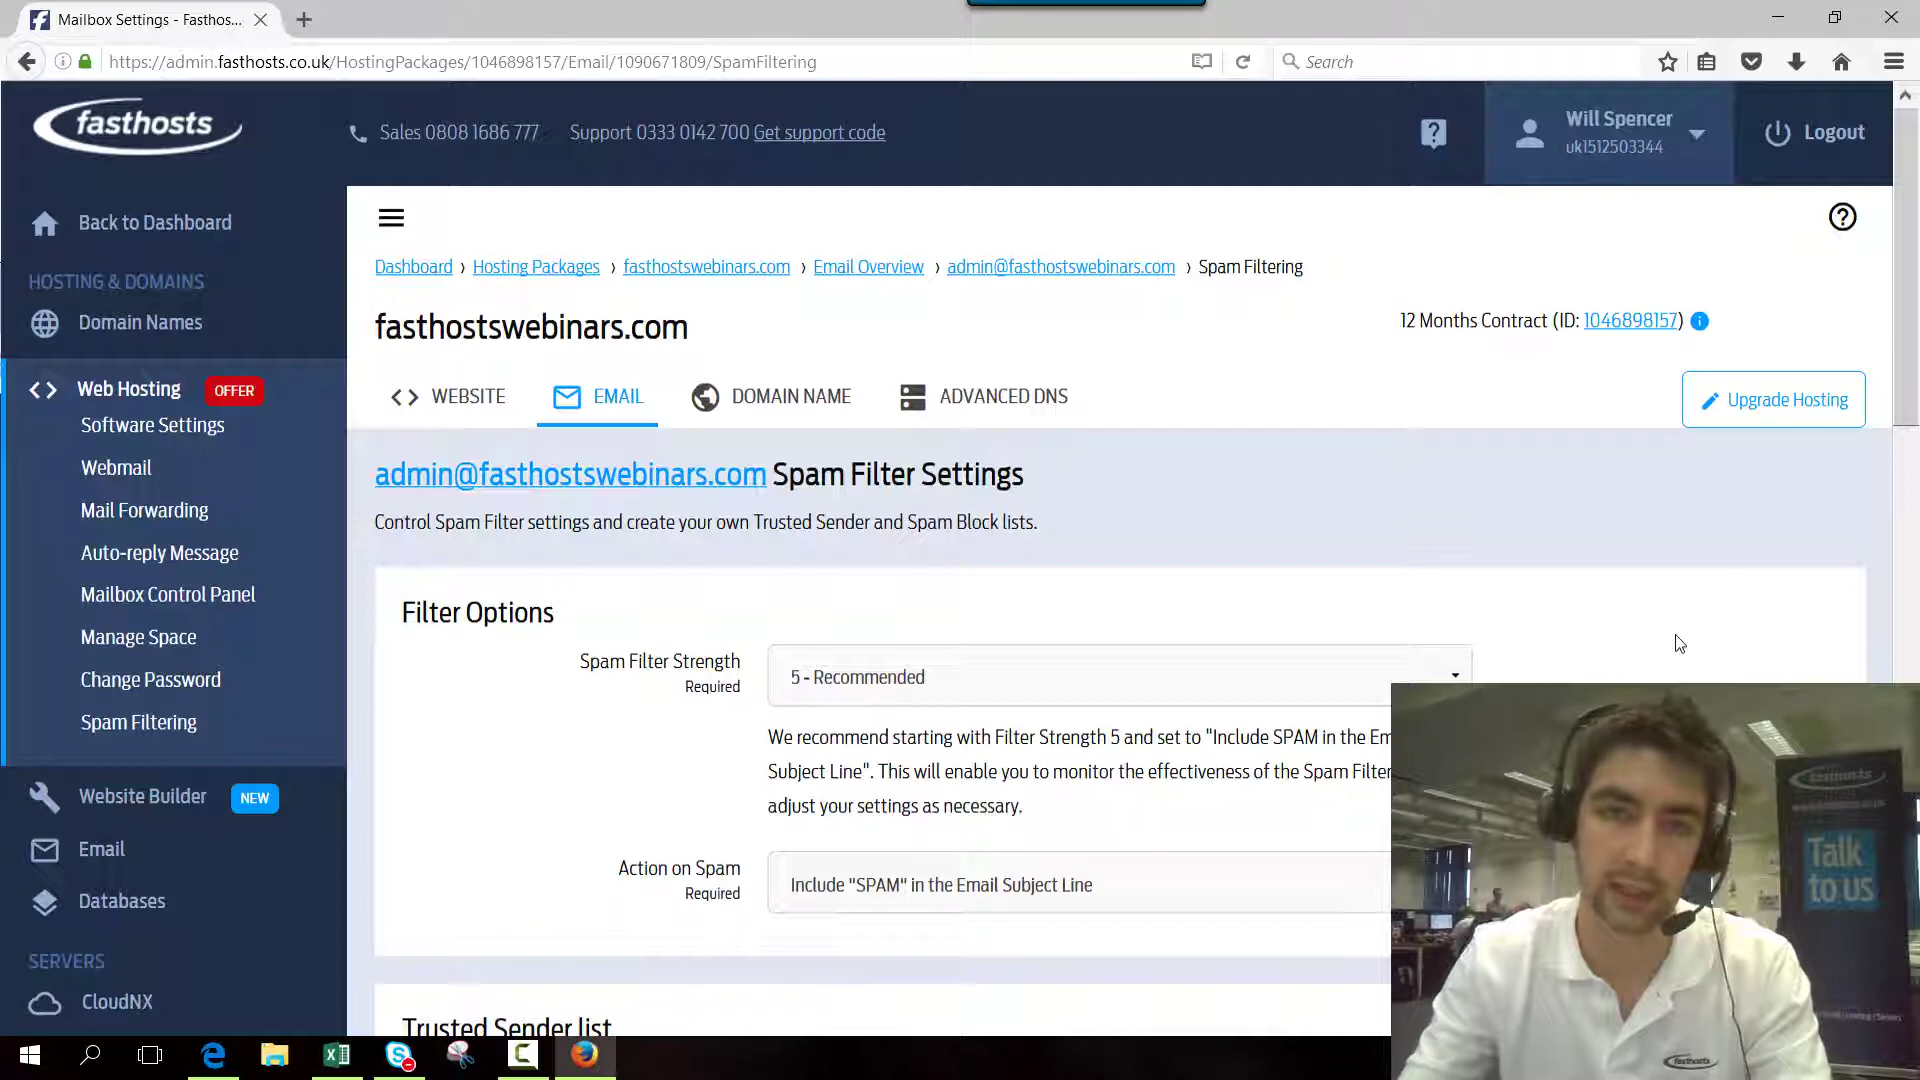 Mailbox Settings - Fasthos...
https://admin.fasthosts.co.uk/HostingPackages/1046898157/Email/1090671809/SpamFiltering
Search
fasthosts
Sales 0808 1686 777
Support 0333 0142 700 Get support code
Will Spencer
uk1512503344
Logout
Back to Dashboard
HOSTING & DOMAINS
Domain Names
Web Hosting OFFER
Software Settings
Webmail
Mail Forwarding
Auto-reply Message
Mailbox Control Panel
Manage Space
Change Password
Spam Filtering
Website Builder NEW
Email
Databases
SERVERS
CloudNX
Dashboard › Hosting Packages › fasthostswebinars.com › Email Overview › admin@fasthostswebinars.com › Spam Filtering
fasthostswebinars.com
12 Months Contract (ID: 1046898157)
WEBSITE
EMAIL
DOMAIN NAME
ADVANCED DNS
Upgrade Hosting
admin@fasthostswebinars.com Spam Filter Settings
Control Spam Filter settings and create your own Trusted Sender and Spam Block lists.
Filter Options
Spam Filter Strength
Required
5 - Recommended
We recommend starting with Filter Strength 5 and set to "Include SPAM in the Em
Subject Line". This will enable you to monitor the effectiveness of the Spam Filter
adjust your settings as necessary.
Action on Spam
Required
Include "SPAM" in the Email Subject Line
Trusted Sender list
fasthosts
Talk
to us
fasthosts